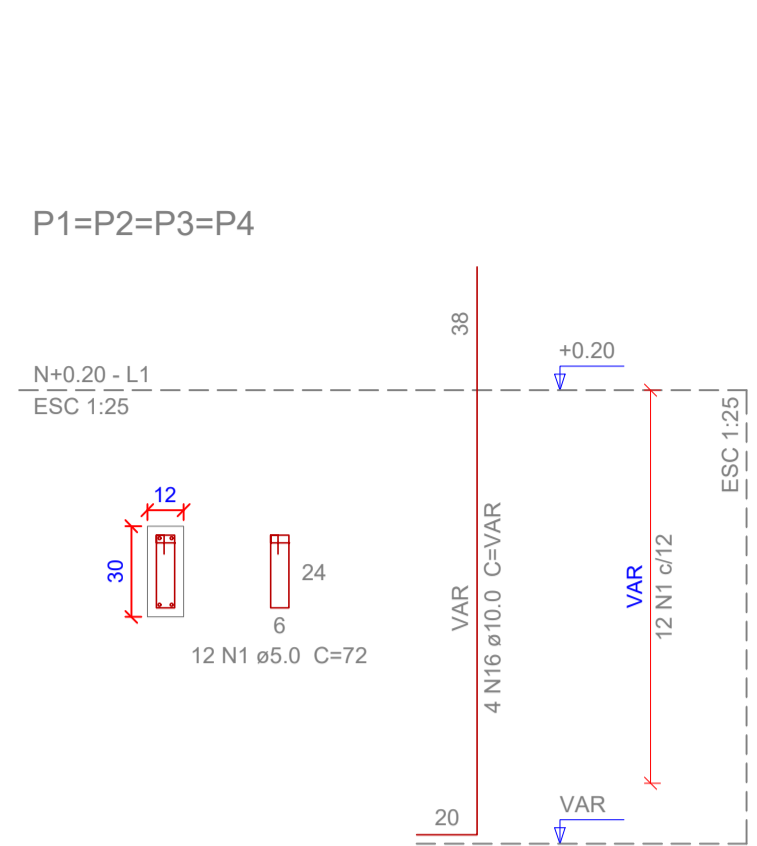 P1=P2=P3=P4
38
+0.20
N+0.20 - L1
ESC 1:25
ESC 1:25
12
30
24
6
12 N1 ø5.0  C=72
VAR
4 N16 ø10.0  C=VAR
VAR
12 N1 c/12
20
VAR